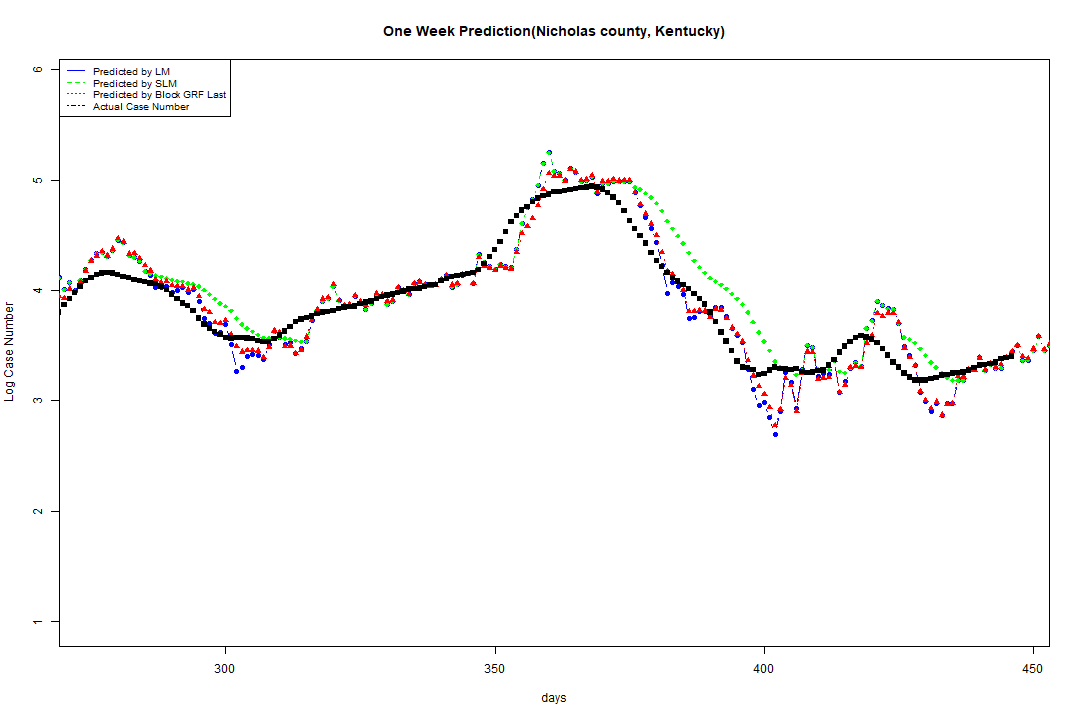 One Week Prediction(Nicholas county, Kentucky)
Predicted by LM
Predicted by SLM
Predicted by Block GRF Last
Actual Case Number
6
5
4
3
2
1
Log Case Number
300
350
400
450
days